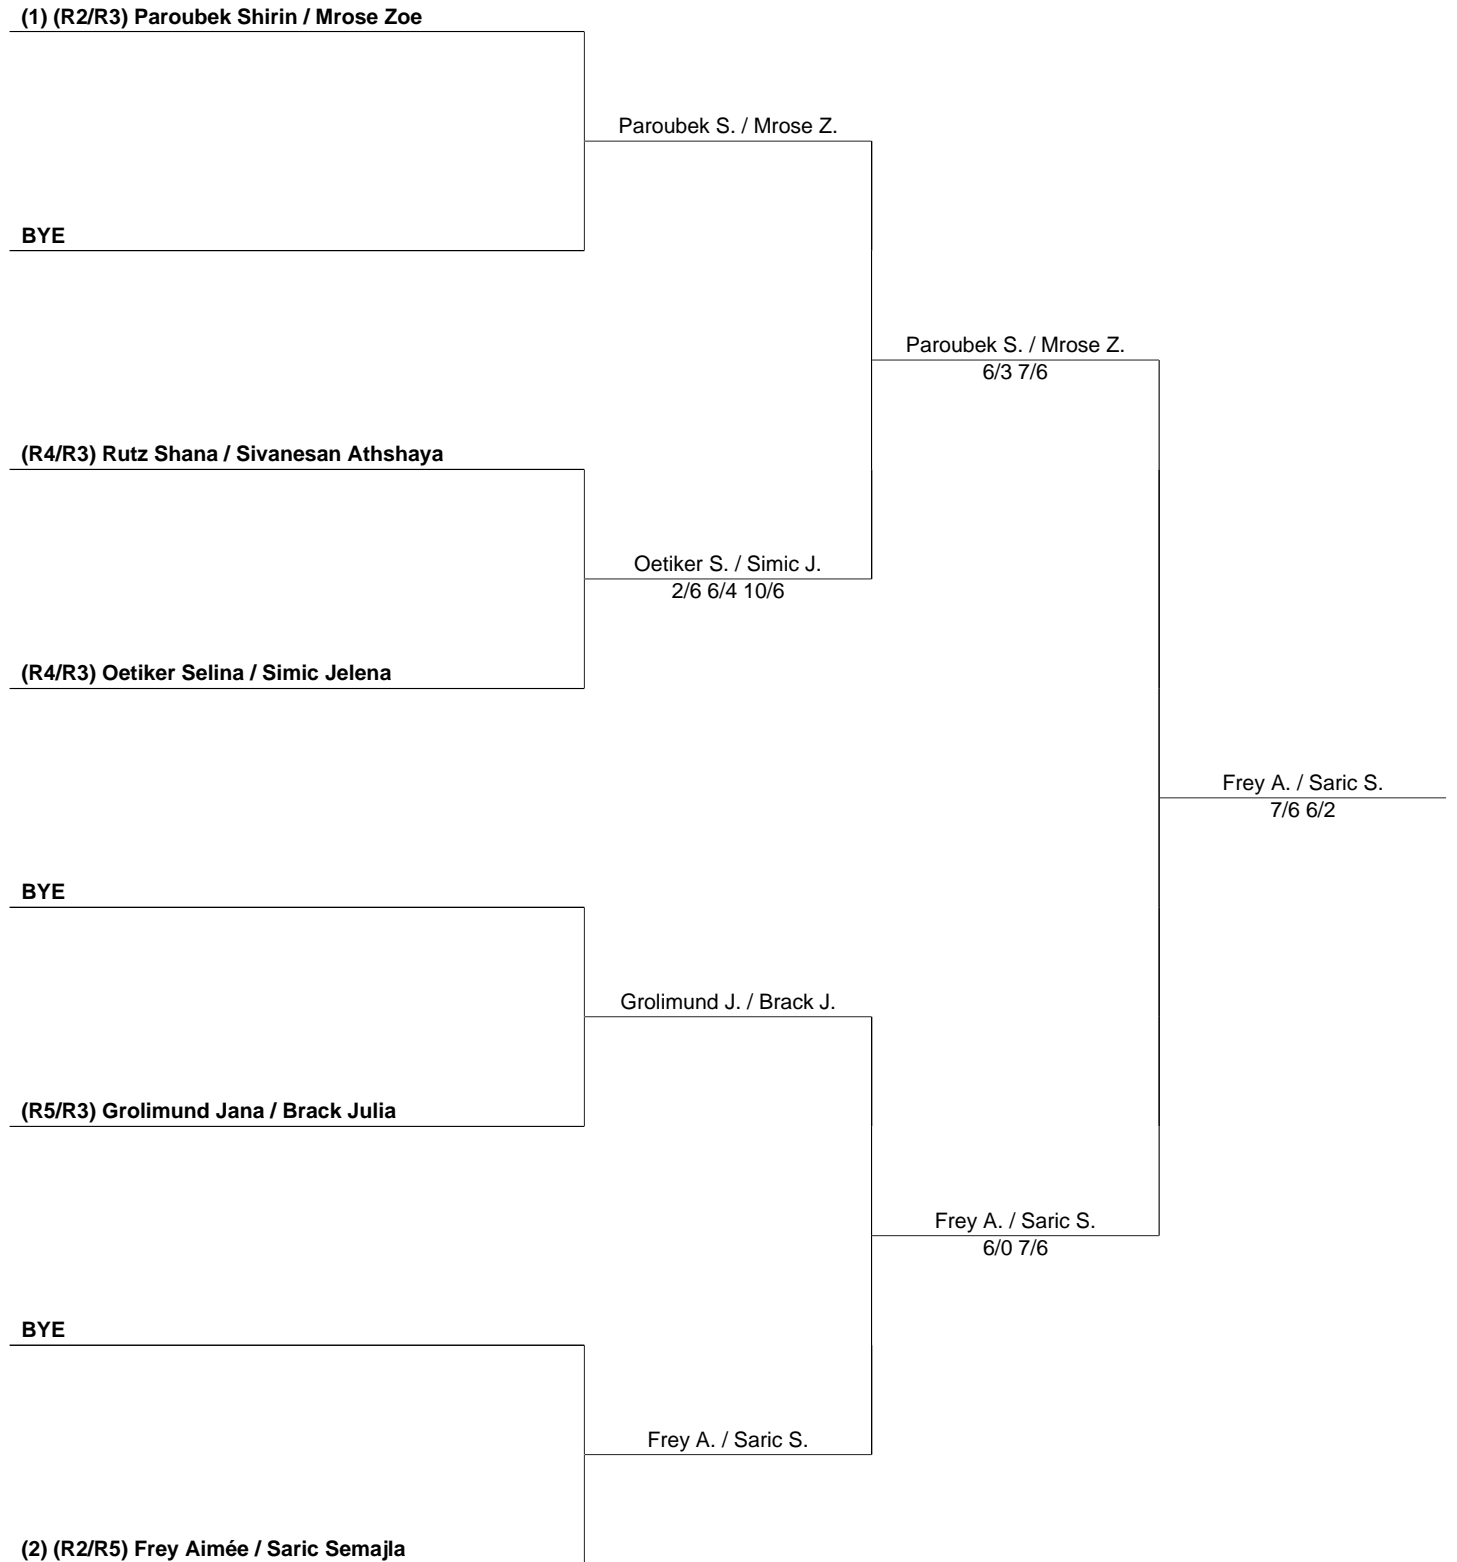 (1) (R2/R3) Paroubek Shirin / Mrose Zoe
Paroubek S. / Mrose Z.
BYE
Paroubek S. / Mrose Z.
6/3 7/6
(R4/R3) Rutz Shana / Sivanesan Athshaya
Oetiker S. / Simic J.
2/6 6/4 10/6
(R4/R3) Oetiker Selina / Simic Jelena
Frey A. / Saric S.
7/6 6/2
BYE
Grolimund J. / Brack J.
(R5/R3) Grolimund Jana / Brack Julia
Frey A. / Saric S.
6/0 7/6
BYE
Frey A. / Saric S.
(2) (R2/R5) Frey Aimée / Saric Semajla